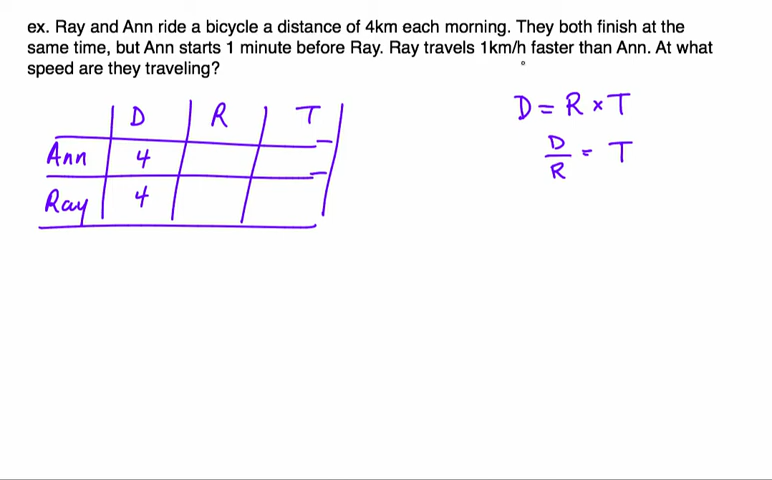 ex. Ray and Ann ride a bicycle a distance of 4km each morning. They both finish at the
same time, but Ann starts 1 minute before Ray. Ray travels 1km/h faster than Ann. At what
speed are they traveling?
D R T
D = R × T
Ann 4
D/R = T
Ray 4